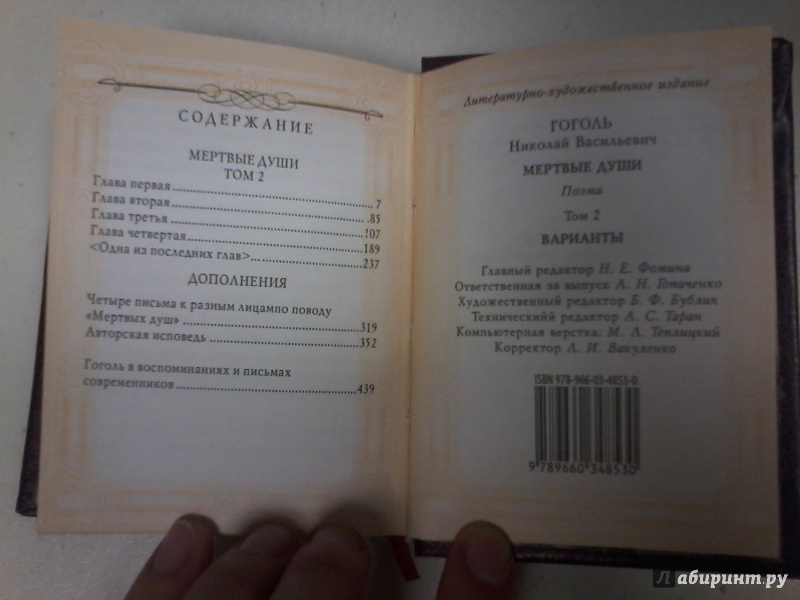 СОДЕРЖАНИЕ
МЕРТВЫЕ ДУШИ
ТОМ 2
Глава первая 7
Глава вторая 85
Глава третья 107
Глава четвертая 189
<Одна из последних глав> 237
ДОПОЛНЕНИЯ
Четыре письма к разным лицампо поводу
«Мертвых душ» 319
Авторская исповедь 352
Гоголь в воспоминаниях и письмах
современников 439
Литературно-художественное издание
ГОГОЛЬ
Николай Васильевич
МЕРТВЫЕ ДУШИ
Поэма
Том 2
ВАРИАНТЫ
Главный редактор Н. Е. Фомина
Ответственная за выпуск А. Н. Гопаченко
Художественный редактор Б. Ф. Бублик
Техничеcкий редактор А. С. Таран
Компьютерная верстка: М. Л. Теплицкий
Корректор Л. И. Вакуленко
ISBN 978-966-03-4853-0
9 789660 348530
Лабиринт.ру